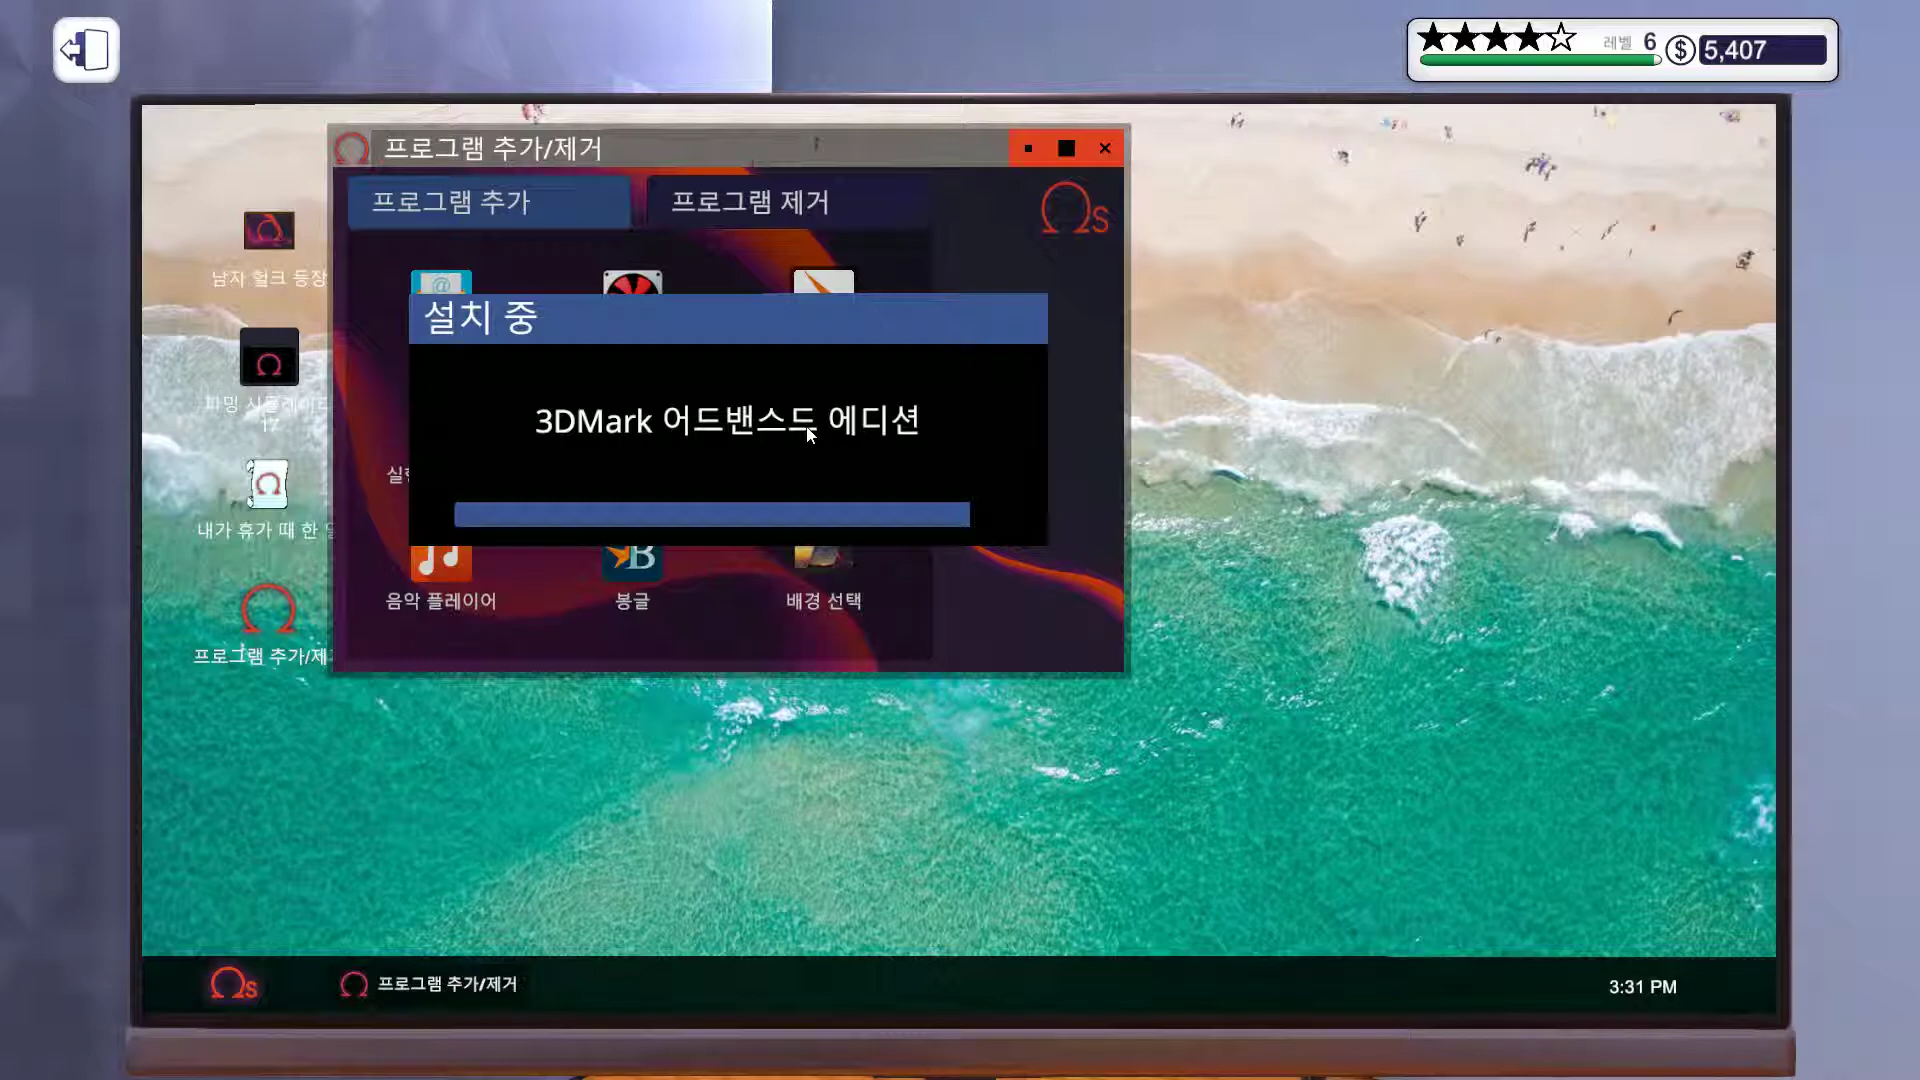 레벨 6 $ 5,407
프로그램 추가/제거
프로그램 추가
프로그램 제거
Ωs
남자 헐크 등장
설치 중
3DMark 어드밴스드 에디션
17
내가 휴가 때 한
음악 플레이어
봉글
배경 선택
프로그램 추가/제
Ωs
프로그램 추가/제거
3:31 PM